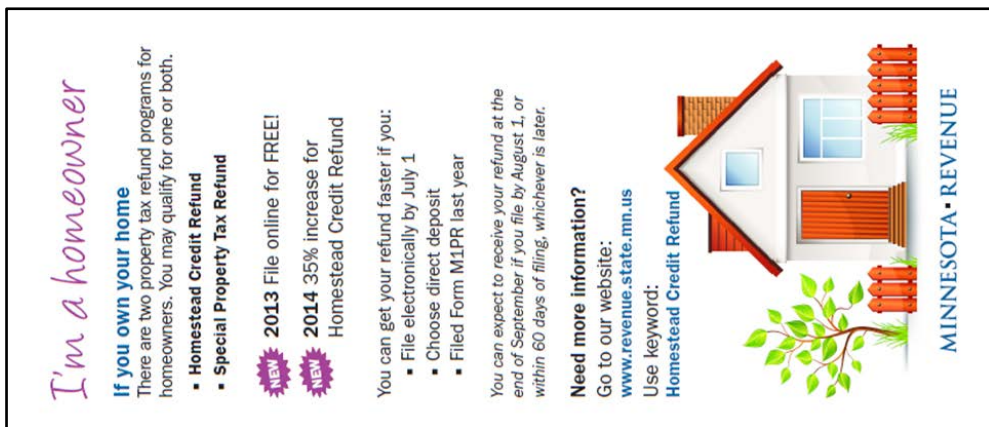 I'm a homeowner
If you own your home
There are two property tax refund programs for
homeowners. You may qualify for one or both.
▪ Homestead Credit Refund
▪ Special Property Tax Refund
NEW 2013 File online for FREE!
NEW 2014 35% increase for
Homestead Credit Refund
You can get your refund faster if you:
▪ File electronically by July 1
▪ Choose direct deposit
▪ Filed Form M1PR last year
You can expect to receive your refund at the
end of September if you file by August 1, or
within 60 days of filing, whichever is later.
Need more information?
Go to our website:
www.revenue.state.mn.us
Use keyword:
Homestead Credit Refund
MINNESOTA • REVENUE